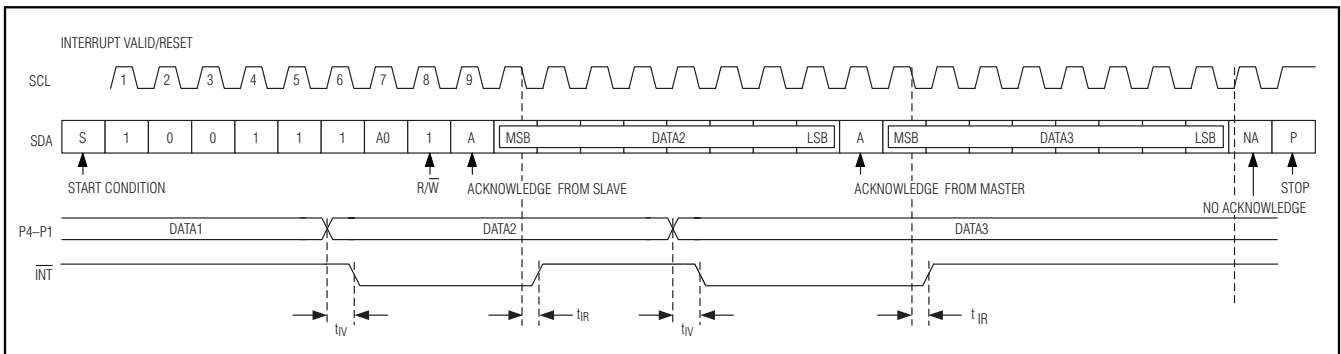 INTERRUPT VALID/RESET
SCL 1 2 3 4 5 6 7 8 9
SDA S 1 0 0 1 1 1 A0 1 A MSB DATA2 LSB A MSB DATA3 LSB NA P
START CONDITION R/W̅ ACKNOWLEDGE FROM SLAVE ACKNOWLEDGE FROM MASTER STOP
NO ACKNOWLEDGE
P4–P1 DATA1 DATA2 DATA3
I̅N̅T̅
tIV tIR tIV tIR